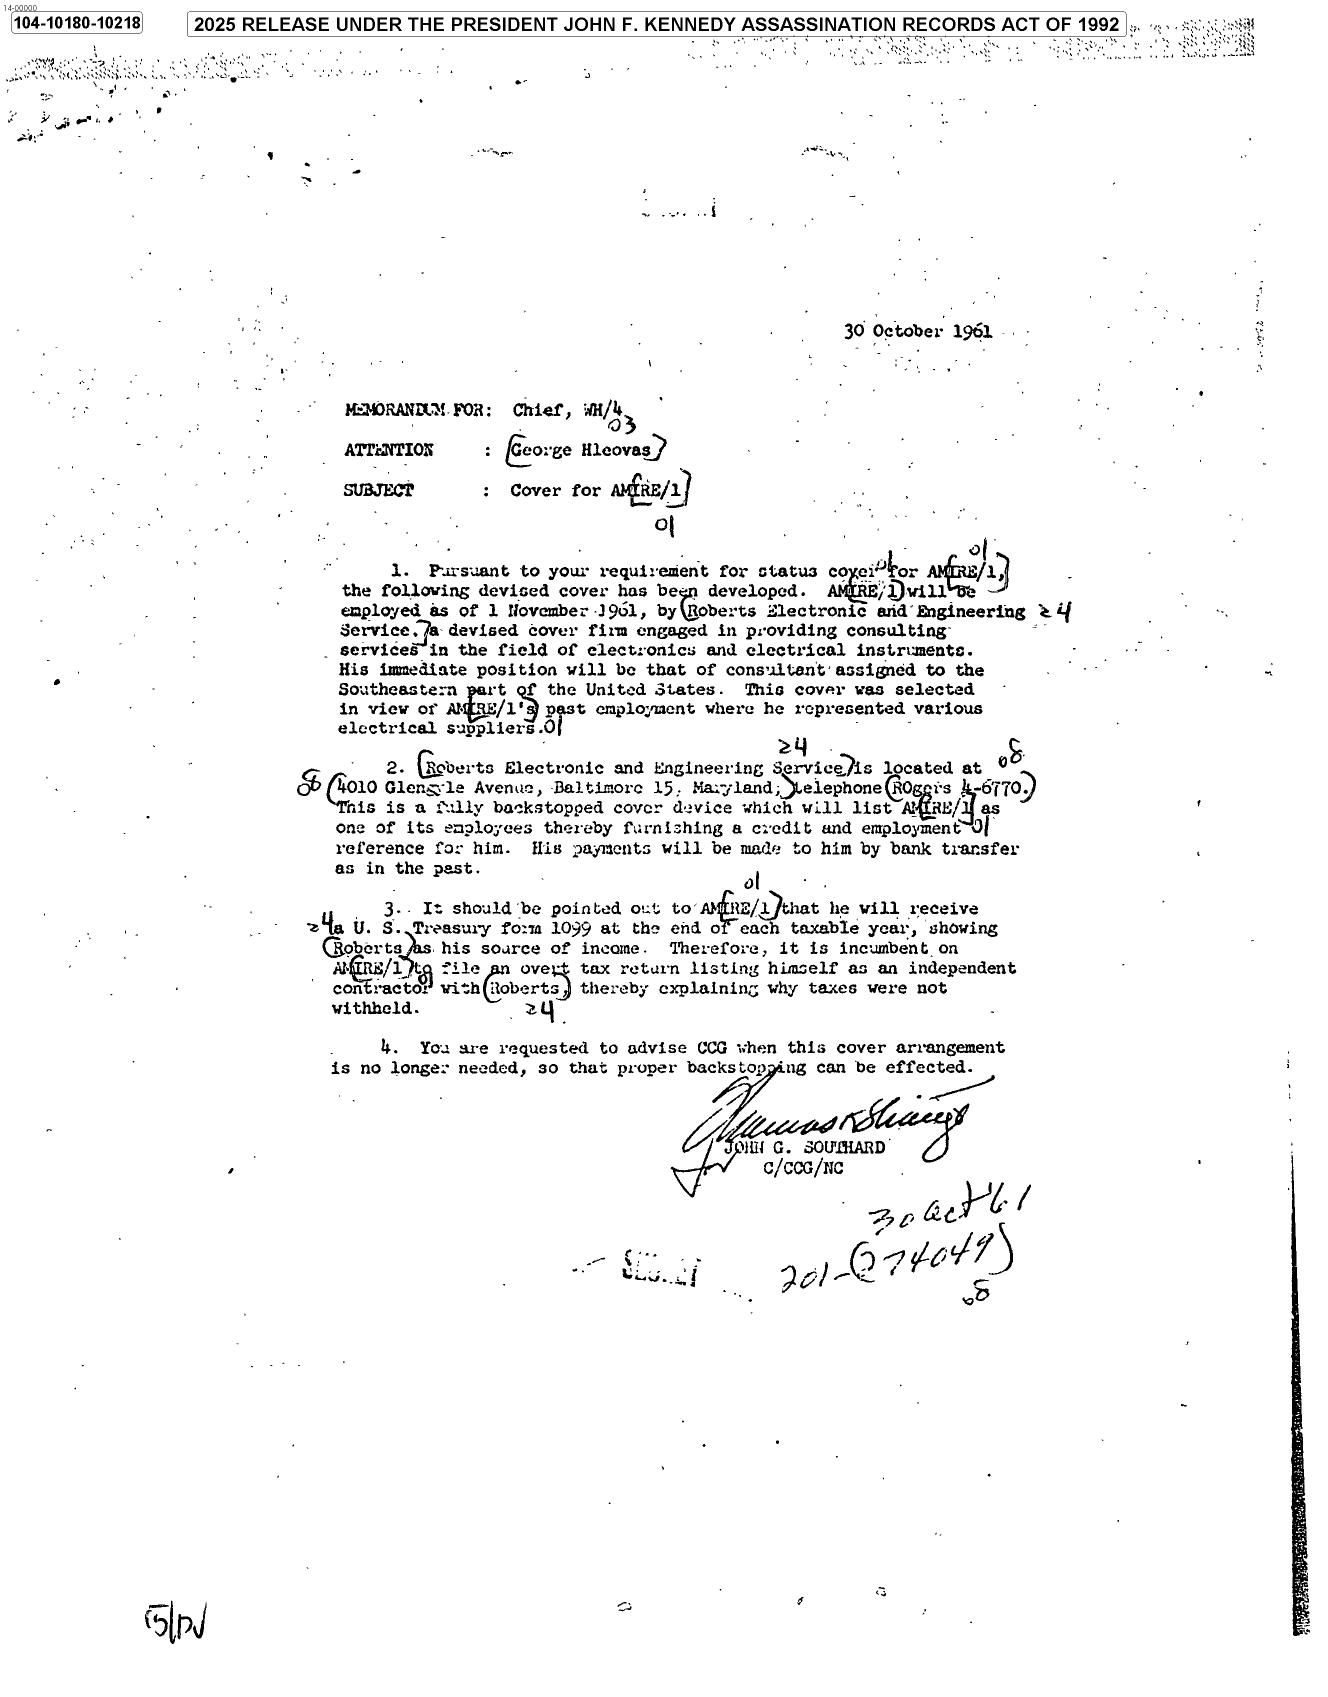 14-00000
104-10180-10218
2025 RELEASE UNDER THE PRESIDENT JOHN F. KENNEDY ASSASSINATION RECORDS ACT OF 1992
30 October 1961
MEMORANDUM FOR: Chief, WH/4
03
ATTENTION : George Hleovas
SUBJECT : Cover for AMIRE/1
01
01
1. Pursuant to your requirement for status cover for AMIRE/1,
the following devised cover has been developed. AMIRE/1 will be
employed as of 1 November 1961, by Roberts Electronic and Engineering 24
Service, a devised cover firm engaged in providing consulting
services in the field of electronics and electrical instruments.
His immediate position will be that of consultant assigned to the
Southeastern part of the United States. This cover was selected
in view of AMIRE/1's past employment where he represented various
electrical suppliers. 01
24
2. Roberts Electronic and Engineering Service is located at 08
08 4010 Glengyle Avenue, Baltimore 15, Maryland; telephone ROgers 4-6770.
This is a fully backstopped cover device which will list AMIRE/1 as
one of its employees thereby furnishing a credit and employment 01
reference for him. His payments will be made to him by bank transfer
as in the past.
01
3. It should be pointed out to AMIRE/1 that he will receive
24 a U. S. Treasury form 1099 at the end of each taxable year, showing
Roberts as his source of income. Therefore, it is incumbent on
AMIRE/1 to file an overt tax return listing himself as an independent
01
contractor with Roberts, thereby explaining why taxes were not
withheld. 24
4. You are requested to advise CCG when this cover arrangement
is no longer needed, so that proper backstopping can be effected.
JOHN G. SOUTHARD
C/CCG/NC
30 Oct 61
SECRET
201-(274049)
08